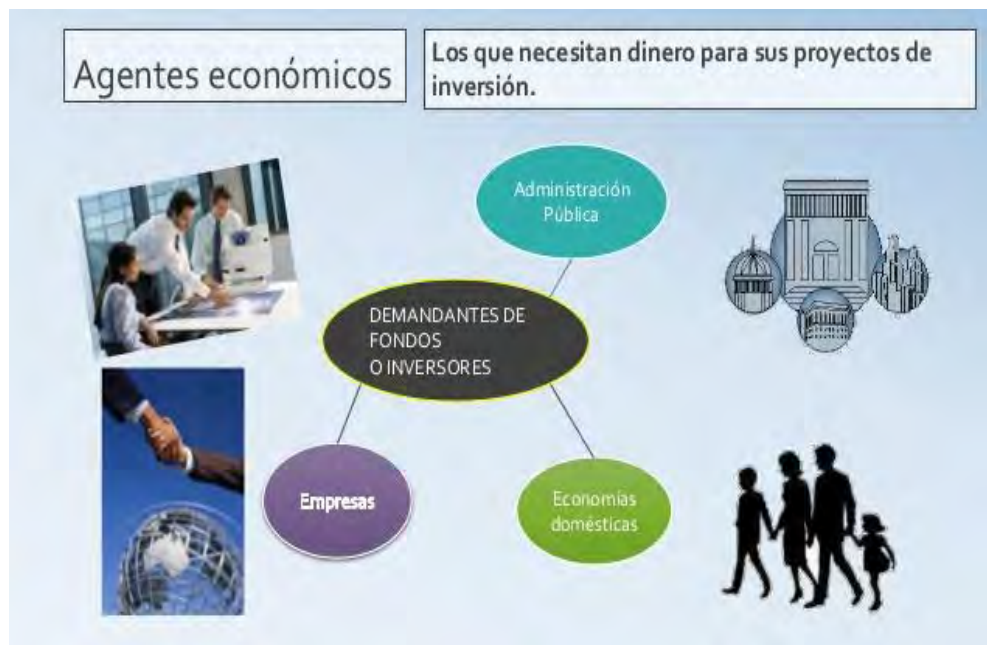 Agentes económicos
Los que necesitan dinero para sus proyectos de
inversión.
Administración
Pública
DEMANDANTES DE
FONDOS
O INVERSORES
Empresas
Economías
domésticas